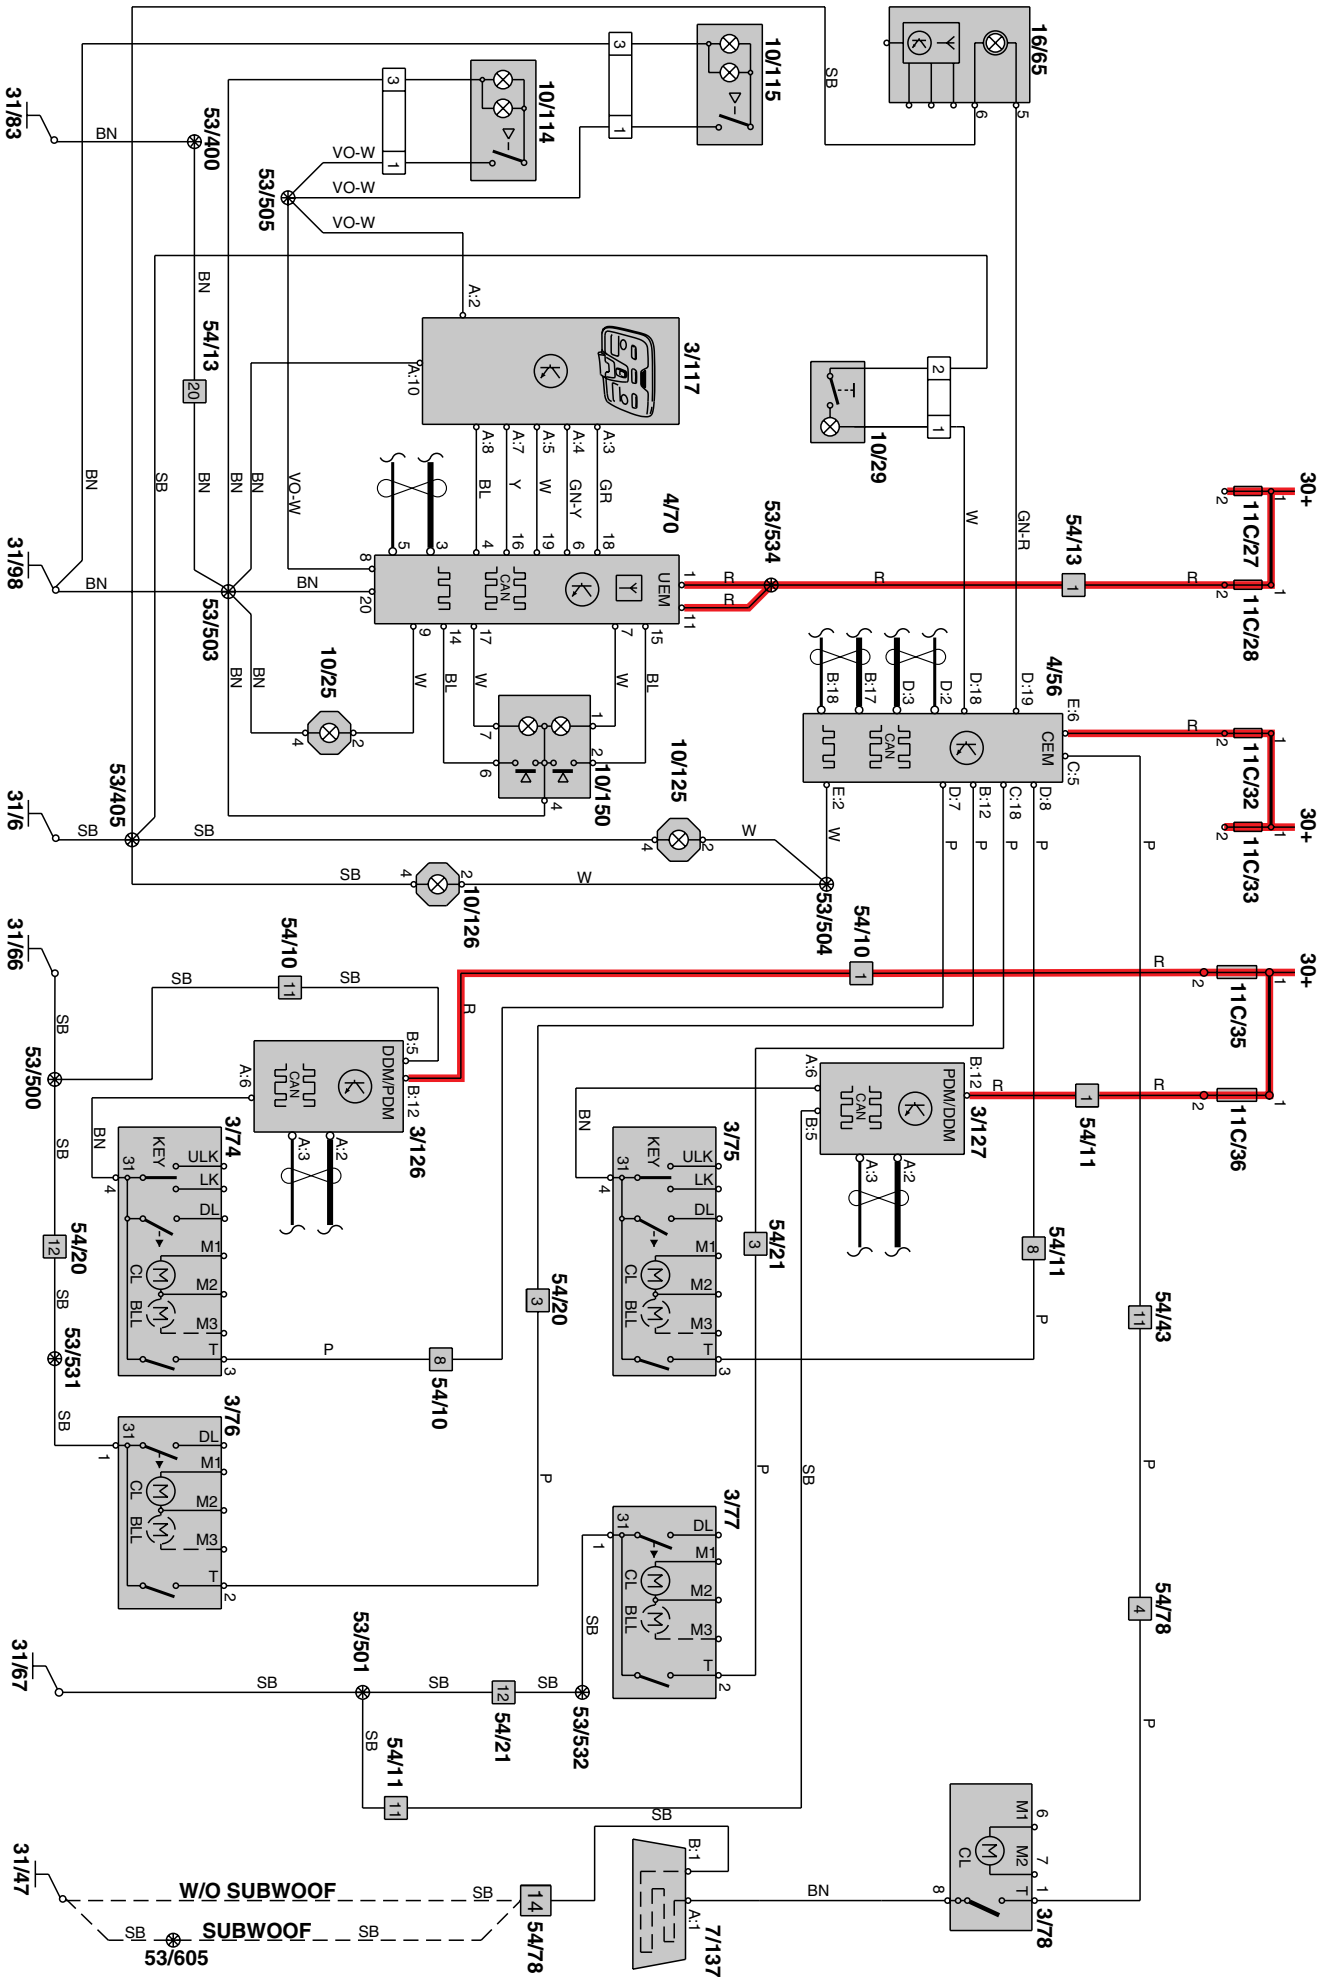 30+
1
2
11C/27
1
2
11C/28
R
54/13
1
R
53/534
R
R
30+
1
2
11C/32
1
2
11C/33
R
30+
1
2
11C/35
1
2
11C/36
R
R
16/65
5
6
SB
GN-R
10/115
3
1
10/114
3
1
VO-W
VO-W
VO-W
53/505
VO-W
31/83
BN
53/400
BN
54/13
20
BN
BN
BN
SB
BN
31/98
BN
53/503
BN
BN
BN
3/117
A:2
A:10
A:3
A:4
A:5
A:7
A:8
GR
GN-Y
W
Y
BL
18
6
19
16
4
3
5
8
20
4/70
UEM
CAN
1
11
15
7
17
14
9
BL
W
W
BL
W
10/25
2
4
10/150
1
2
7
6
4
10/29
2
1
W
4/56
CEM
CAN
D:19
D:18
D:2
D:3
B:17
B:18
E:6
C:5
D:8
C:18
B:12
D:7
E:2
P
P
P
P
P
W
53/504
W
W
10/125
2
4
10/126
2
4
SB
SB
53/405
SB
31/6
54/10
1
R
54/11
1
R
3/127
PDM/DDM
CAN
B:12
A:6
B:5
A:2
A:3
3/126
DDM/PDM
CAN
B:12
B:5
A:6
A:2
A:3
54/10
11
SB
SB
31/66
SB
53/500
SB
54/20
12
SB
53/531
SB
BN
3/74
31
4
KEY
ULK
LK
DL
M1
M2
M3
T
CL
BLL
3
P
8
54/10
BN
3/75
31
4
KEY
ULK
LK
DL
M1
M2
M3
T
CL
BLL
3
54/21
3
P
54/11
8
P
54/20
3
P
54/43
11
P
54/78
4
P
3/76
31
1
DL
M1
M2
M3
T
CL
BLL
2
3/77
31
1
DL
M1
M2
M3
T
CL
BLL
2
SB
SB
53/532
SB
54/21
12
SB
53/501
SB
31/67
SB
54/11
11
SB
3/78
M1
M2
T
CL
6
7
1
8
BN
7/137
A:1
B:1
54/78
14
SB
W/O SUBWOOF
SB
SUBWOOF
SB
53/605
31/47